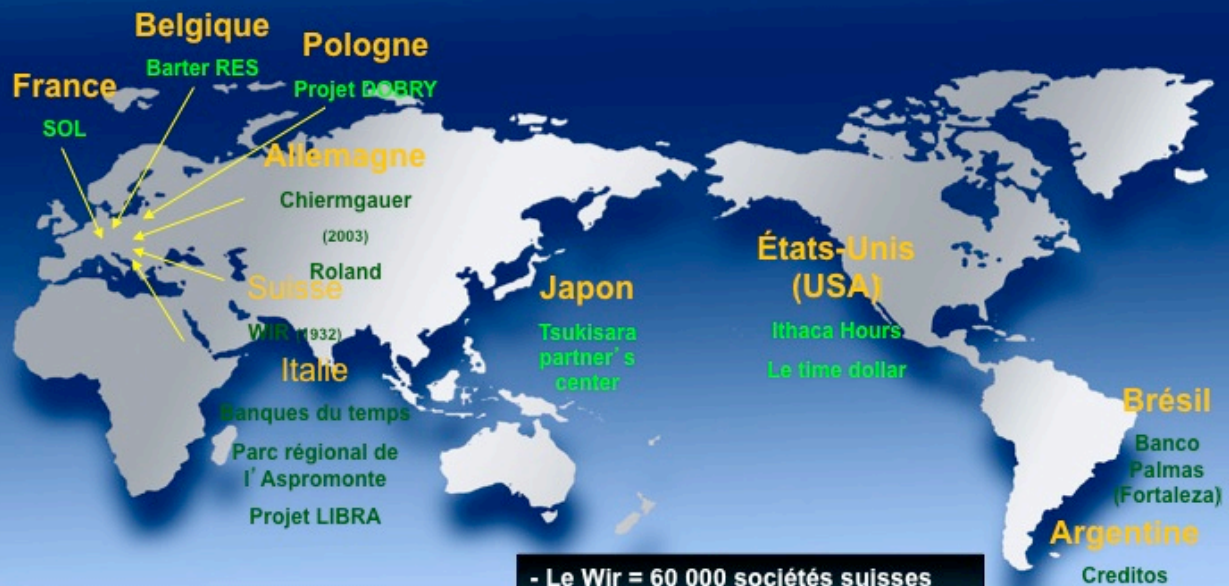 Belgique
Barter RES
Pologne
Projet DOBRY
France
SOL
Allemagne
Chiermgauer
(2003)
Roland
Suisse
WIR (1932)
Italie
Banques du temps
Parc régional de
l' Aspromonte
Projet LIBRA
Japon
Tsukisara
partner' s
center
États-Unis
(USA)
Ithaca Hours
Le time dollar
Brésil
Banco
Palmas
(Fortaleza)
Argentine
Creditos
- Le Wir = 60 000 sociétés suisses